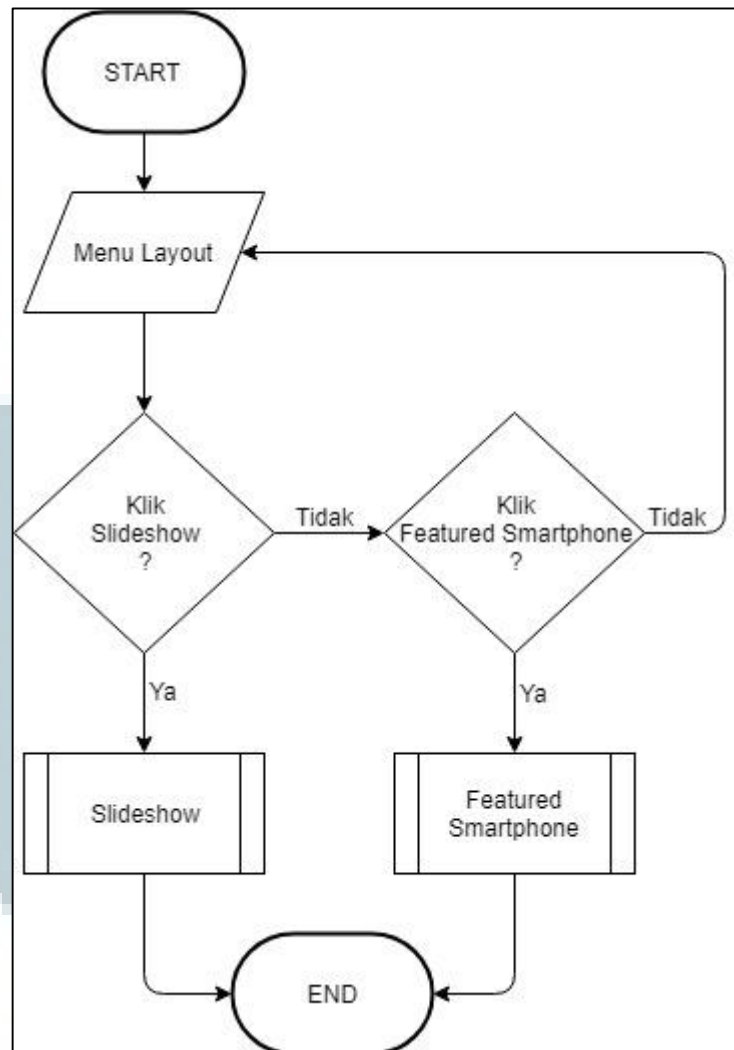 START
Menu Layout
Klik
Slideshow
?
Tidak
Klik
Featured Smartphone
?
Tidak
Ya
Ya
Slideshow
Featured
Smartphone
END